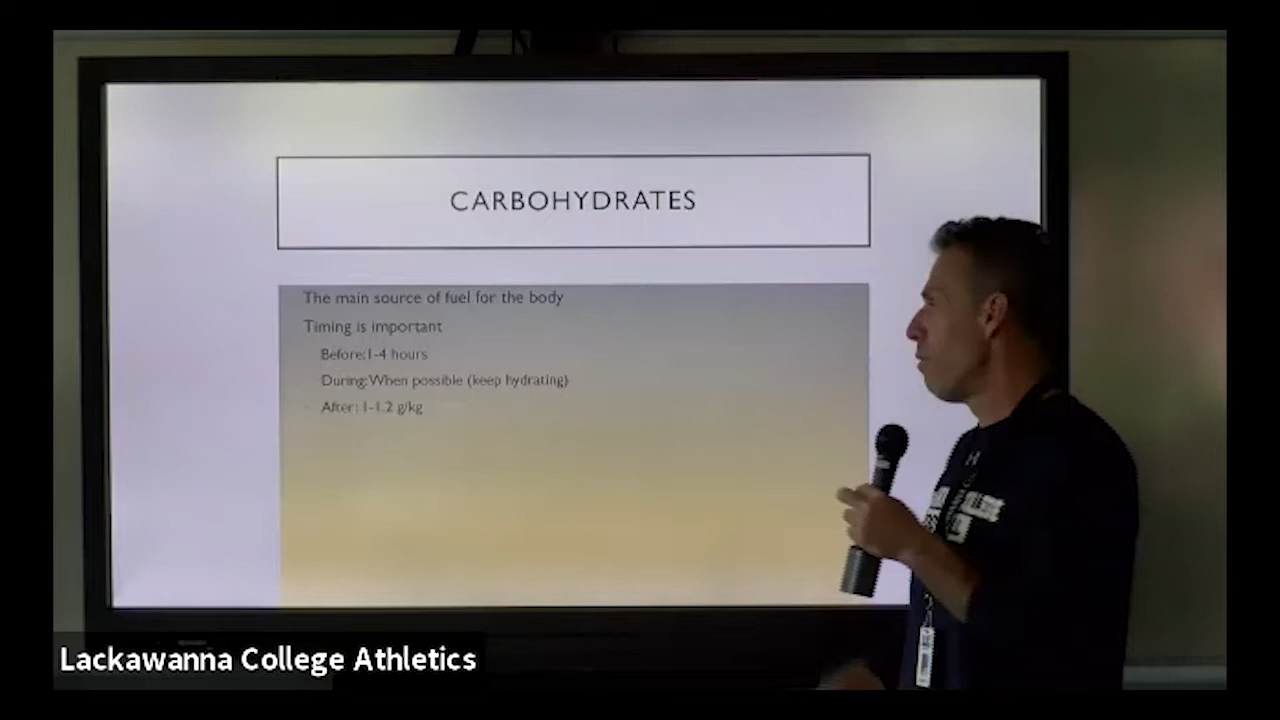 CARBOHYDRATES
The main source of fuel for the body
Timing is important
Before:1-4 hours
During: When possible (keep hydrating)
After: 1-1.2 g/kg
COLLEGE
Lackawanna College Athletics